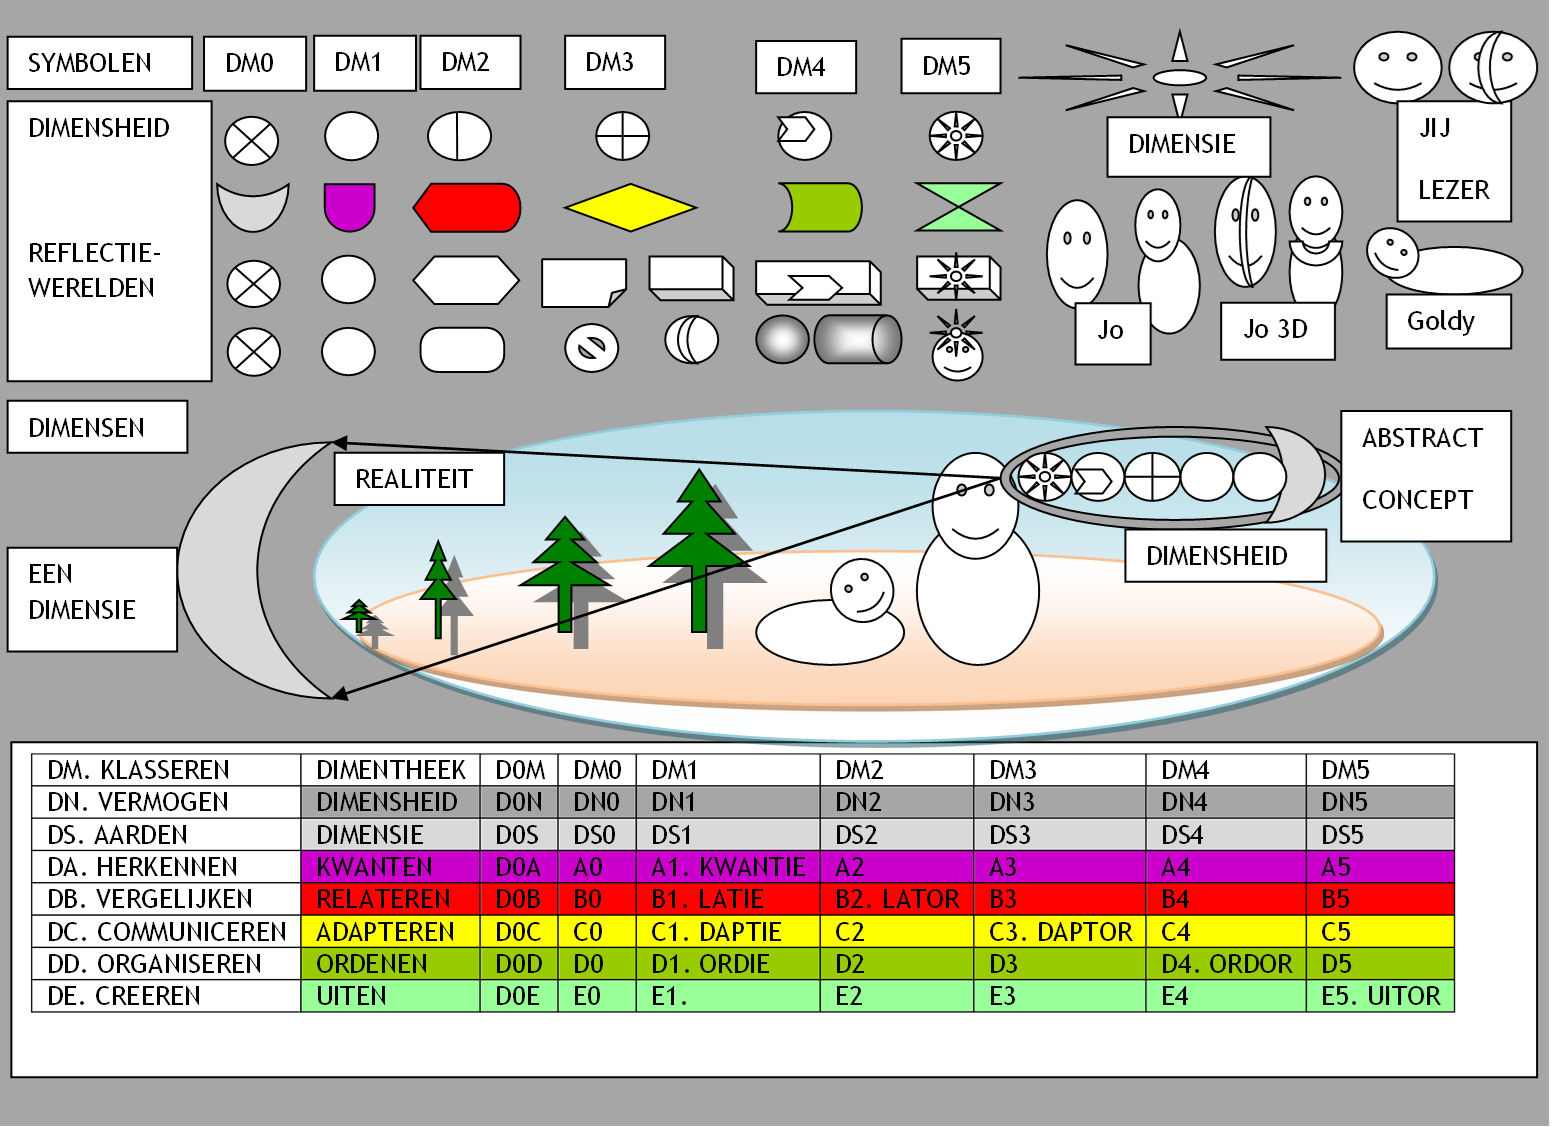 SYMBOLEN
DM0
DM1
DM2
DM3
DM4
DM5
DIMENSHEID
REFLECTIE-
WERELDEN
DIMENSIE
JIJ
LEZER
Jo
Jo 3D
Goldy
DIMENSEN
REALITEIT
ABSTRACT
CONCEPT
DIMENSHEID
EEN
DIMENSIE
DM. KLASSEREN DIMENTHEEK D0M DM0 DM1 DM2 DM3 DM4 DM5
DN. VERMOGEN DIMENSHEID D0N DN0 DN1 DN2 DN3 DN4 DN5
DS. AARDEN DIMENSIE D0S DS0 DS1 DS2 DS3 DS4 DS5
DA. HERKENNEN KWANTEN D0A A0 A1. KWANTIE A2 A3 A4 A5
DB. VERGELIJKEN RELATEREN D0B B0 B1. LATIE B2. LATOR B3 B4 B5
DC. COMMUNICEREN ADAPTEREN D0C C0 C1. DAPTIE C2 C3. DAPTOR C4 C5
DD. ORGANISEREN ORDENEN D0D D0 D1. ORDIE D2 D3 D4. ORDOR D5
DE. CREEREN UITEN D0E E0 E1. E2 E3 E4 E5. UITOR